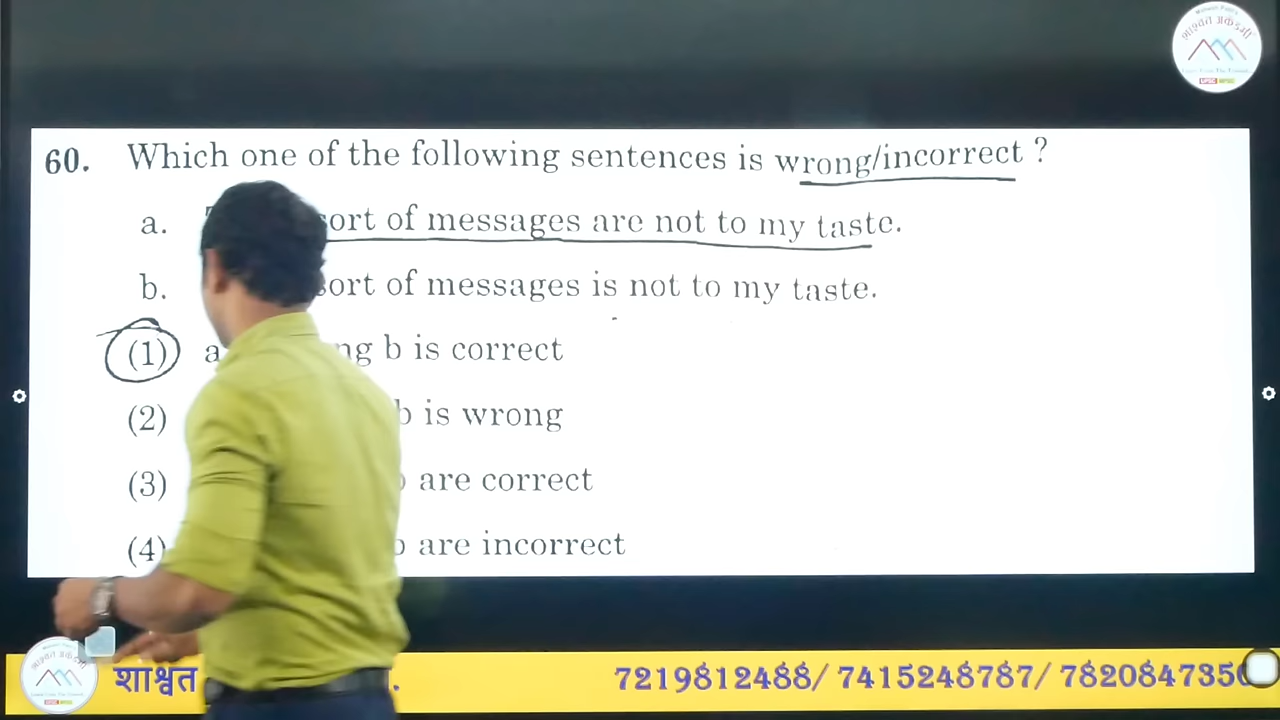 60. Which one of the following sentences is wrong/incorrect ?
a. sort of messages are not to my taste.
b. sort of messages is not to my taste.
(1) a b is correct
(2) b is wrong
(3) are correct
(4) are incorrect
शाश्वत
7219812488/ 7415248787/ 7820847350